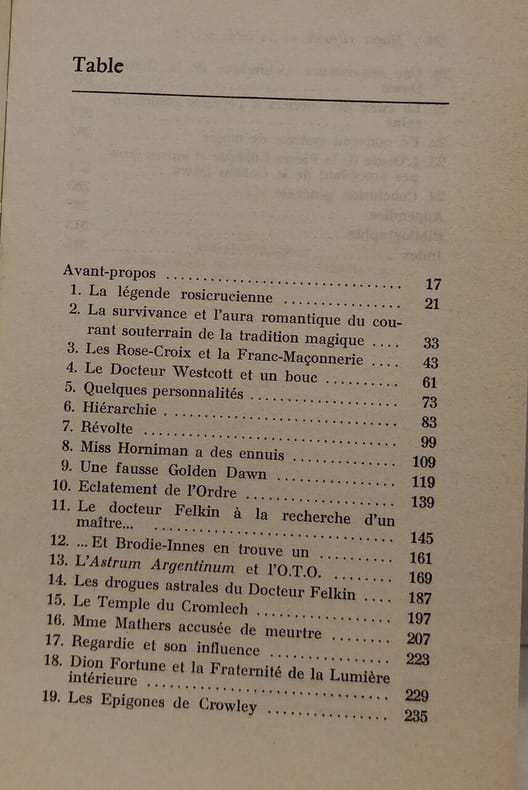 Table
Avant-propos .............................. 17
1. La légende rosicrucienne ................ 21
2. La survivance et l'aura romantique du cou-
rant souterrain de la tradition magique .... 33
3. Les Rose-Croix et la Franc-Maçonnerie .... 43
4. Le Docteur Westcott et un bouc .......... 61
5. Quelques personnalités .................... 73
6. Hiérarchie ................................ 83
7. Révolte ................................... 99
8. Miss Horniman a des ennuis .............. 109
9. Une fausse Golden Dawn ................ 119
10. Eclatement de l'Ordre .................... 139
11. Le docteur Felkin à la recherche d'un
maître... ................................ 145
12. ...Et Brodie-Innes en trouve un .......... 161
13. L'Astrum Argentinum et l'O.T.O. ........ 169
14. Les drogues astrales du Docteur Felkin .... 187
15. Le Temple du Cromlech .................. 197
16. Mme Mathers accusée de meurtre ........ 207
17. Regardie et son influence ................ 223
18. Dion Fortune et la Fraternité de la Lumière
intérieure ................................ 229
19. Les Epigones de Crowley ................ 235